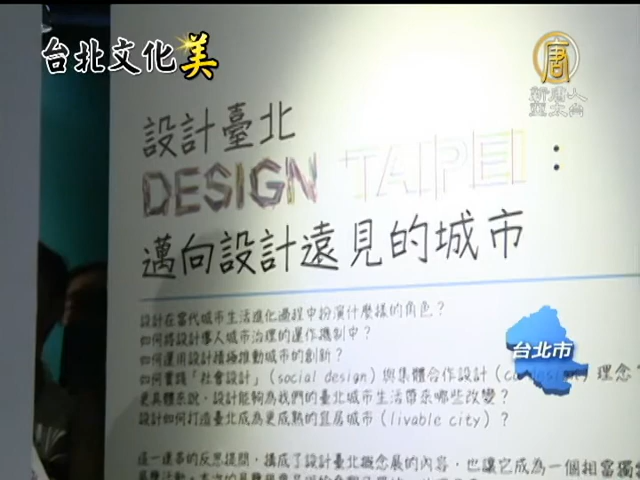 台北文化美
唐
新唐人
亞太台
設計臺北
DESIGN TAIPEI：
邁向設計遠見的城市
設計在當代城市生活進化過程中扮演什麼樣的角色？
如何將設計導入城市治理的運作機制中？
如何運用設計積極推動城市的創新？
如何實踐「社會設計」(social design) 與集體合作設計 (co-design) 理念？
更具體來說，設計能夠為我們的臺北城市生活帶來哪些改變？
設計如何打造臺北成為更成熟的宜居城市 (livable city)？
台北市
這一連串的反思提問，構成了設計臺北概念展的內容，也讓它成為一個相當獨